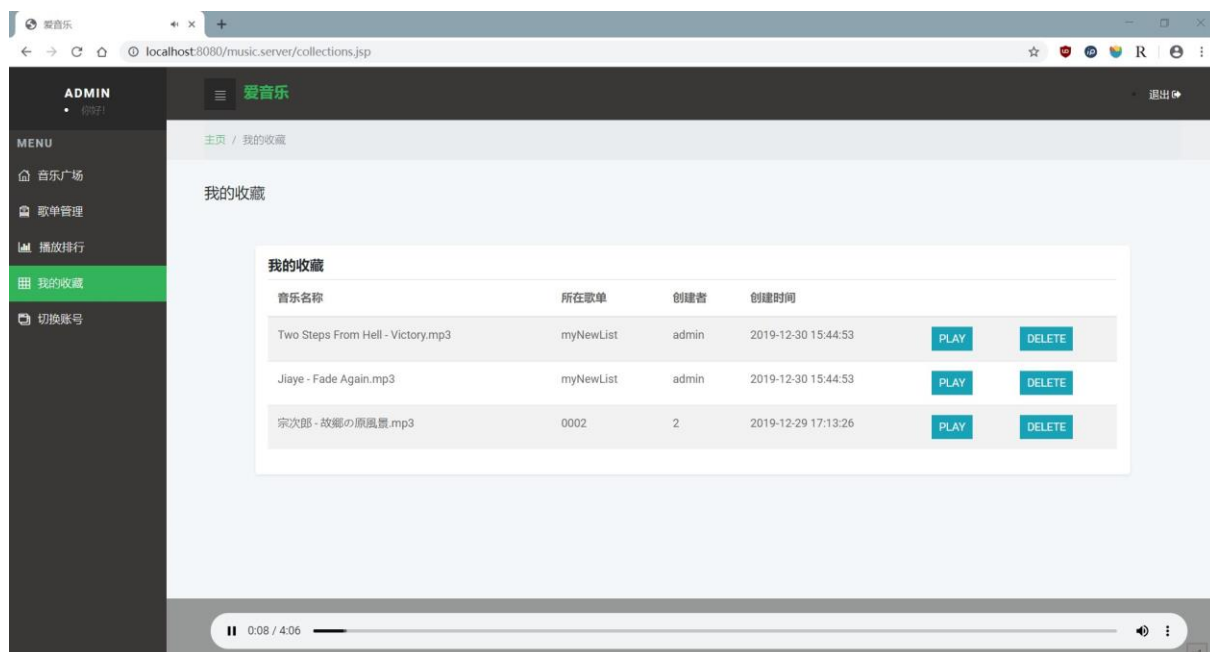 爱音乐
localhost:8080/music.server/collections.jsp
R
ADMIN
你好!
爱音乐
退出
MENU
主页 / 我的收藏
音乐广场
歌单管理
播放排行
我的收藏
切换账号
我的收藏
我的收藏
音乐名称 所在歌单 创建者 创建时间
Two Steps From Hell - Victory.mp3 myNewList admin 2019-12-30 15:44:53 PLAY DELETE
Jiaye - Fade Again.mp3 myNewList admin 2019-12-30 15:44:53 PLAY DELETE
宗次郎 - 故郷の原風景.mp3 0002 2 2019-12-29 17:13:26 PLAY DELETE
0:08 / 4:06